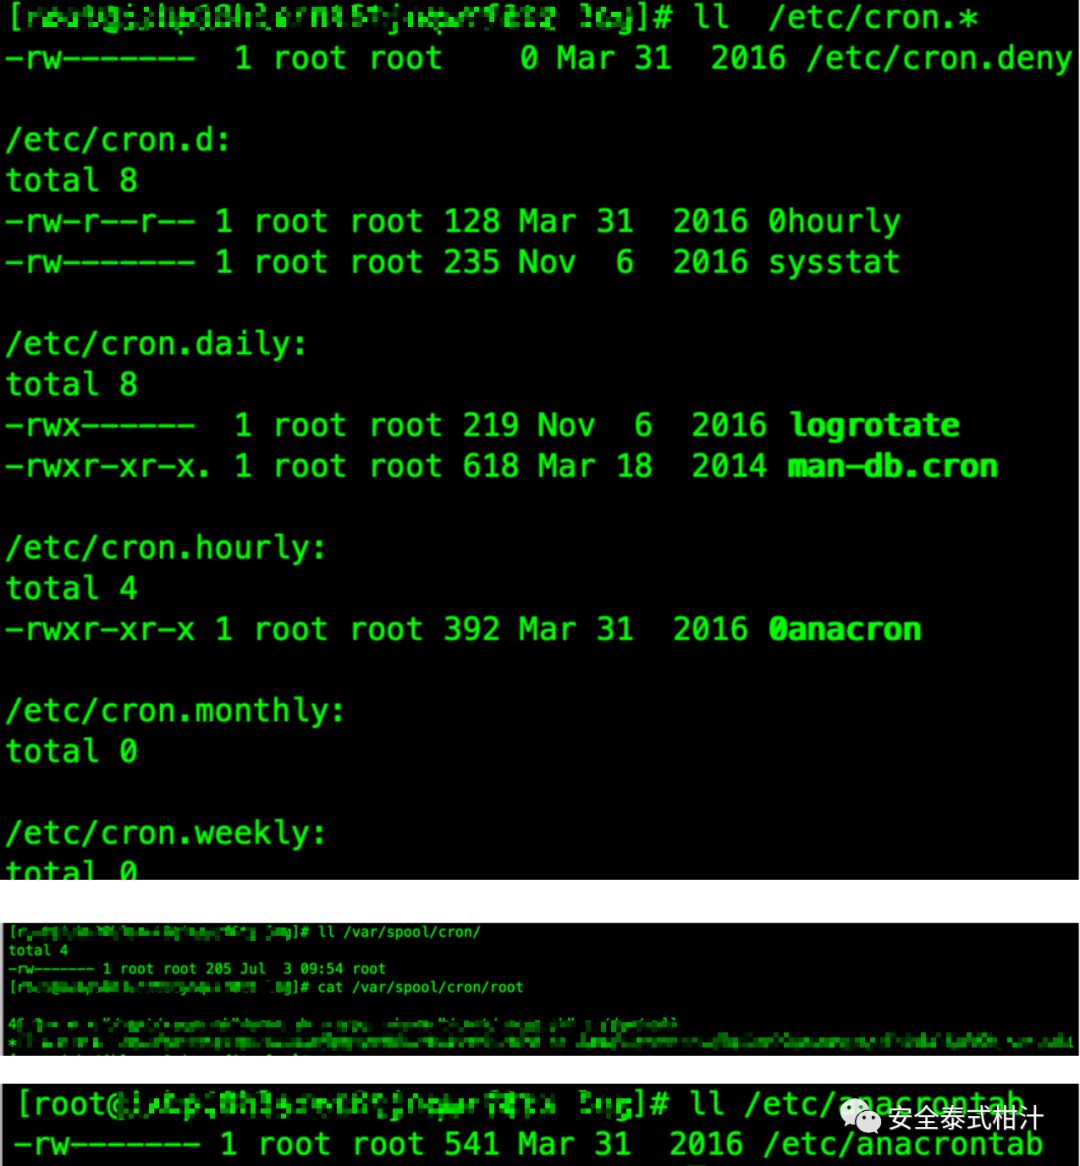 ]# ll  /etc/cron.*
-rw-------  1 root root    0 Mar 31  2016 /etc/cron.deny
/etc/cron.d:
total 8
-rw-r--r-- 1 root root 128 Mar 31  2016 0hourly
-rw------- 1 root root 235 Nov  6  2016 sysstat
/etc/cron.daily:
total 8
-rwx------  1 root root 219 Nov  6  2016 logrotate
-rwxr-xr-x. 1 root root 618 Mar 18  2014 man-db.cron
/etc/cron.hourly:
total 4
-rwxr-xr-x 1 root root 392 Mar 31  2016 0anacron
/etc/cron.monthly:
total 0
/etc/cron.weekly:
total 0
]# ll /var/spool/cron/
total 4
-rw------- 1 root root 205 Jul  3 09:54 root
]# cat /var/spool/cron/root
[root@ ]# ll /etc/anacrontab
安全泰式柑汁
-rw------- 1 root root 541 Mar 31  2016 /etc/anacrontab